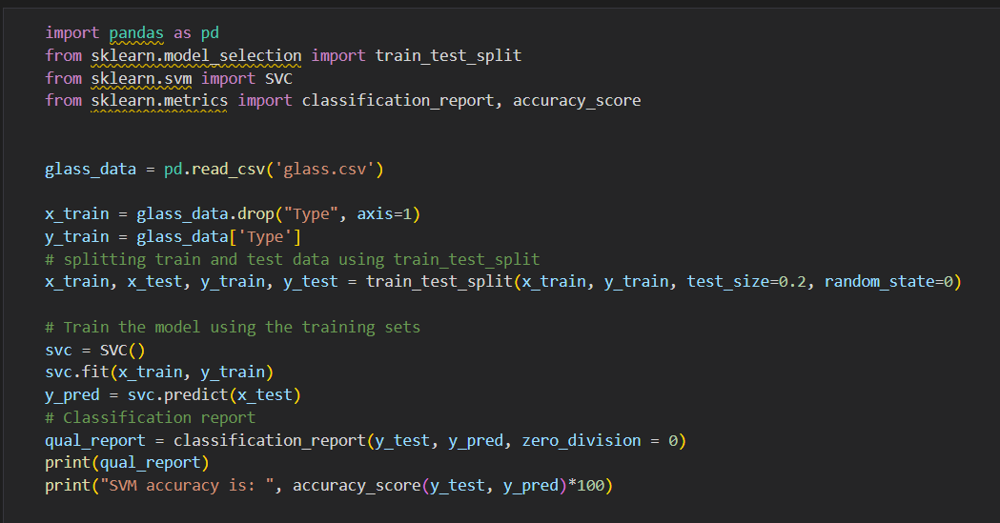 import pandas as pd
from sklearn.model_selection import train_test_split
from sklearn.svm import SVC
from sklearn.metrics import classification_report, accuracy_score
glass_data = pd.read_csv('glass.csv')
x_train = glass_data.drop("Type", axis=1)
y_train = glass_data['Type']
# splitting train and test data using train_test_split
x_train, x_test, y_train, y_test = train_test_split(x_train, y_train, test_size=0.2, random_state=0)
# Train the model using the training sets
svc = SVC()
svc.fit(x_train, y_train)
y_pred = svc.predict(x_test)
# Classification report
qual_report = classification_report(y_test, y_pred, zero_division = 0)
print(qual_report)
print("SVM accuracy is: ", accuracy_score(y_test, y_pred)*100)